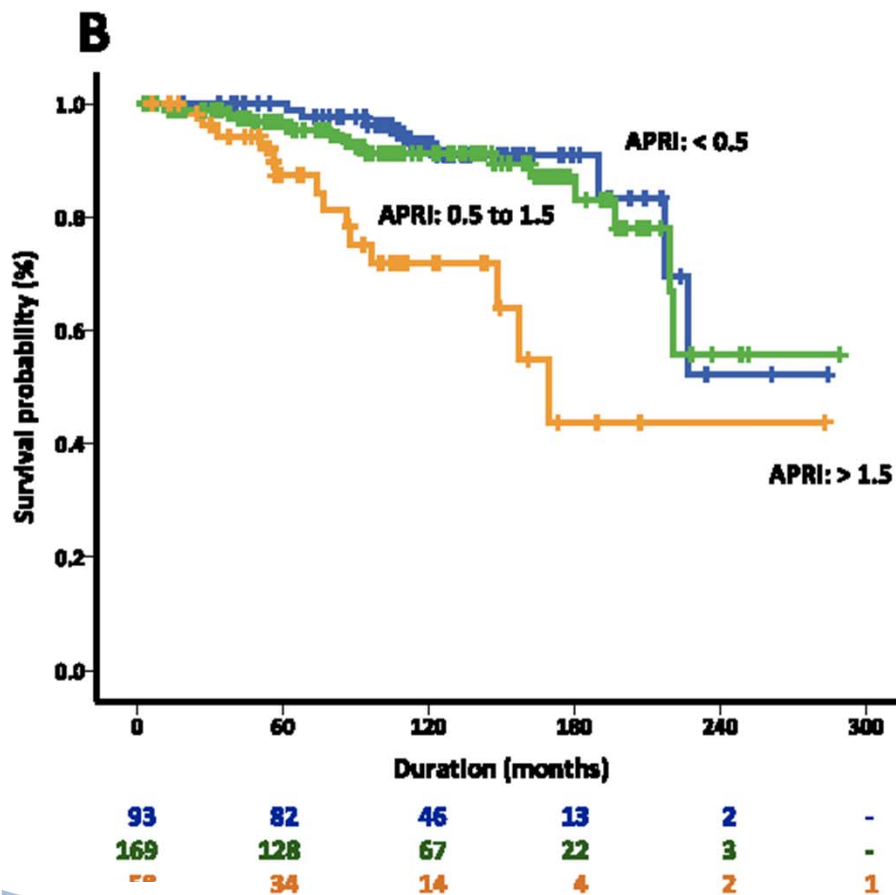 B
1.0
APRI: < 0.5
0.8
APRI: 0.5 to 1.5
0.6
0.4
APRI: > 1.5
0.2
0.0
Survival probability (%)
0 60 120 180 240 300
Duration (months)
93 82 46 13 2 -
169 128 67 22 3 -
34 14 4 2 1